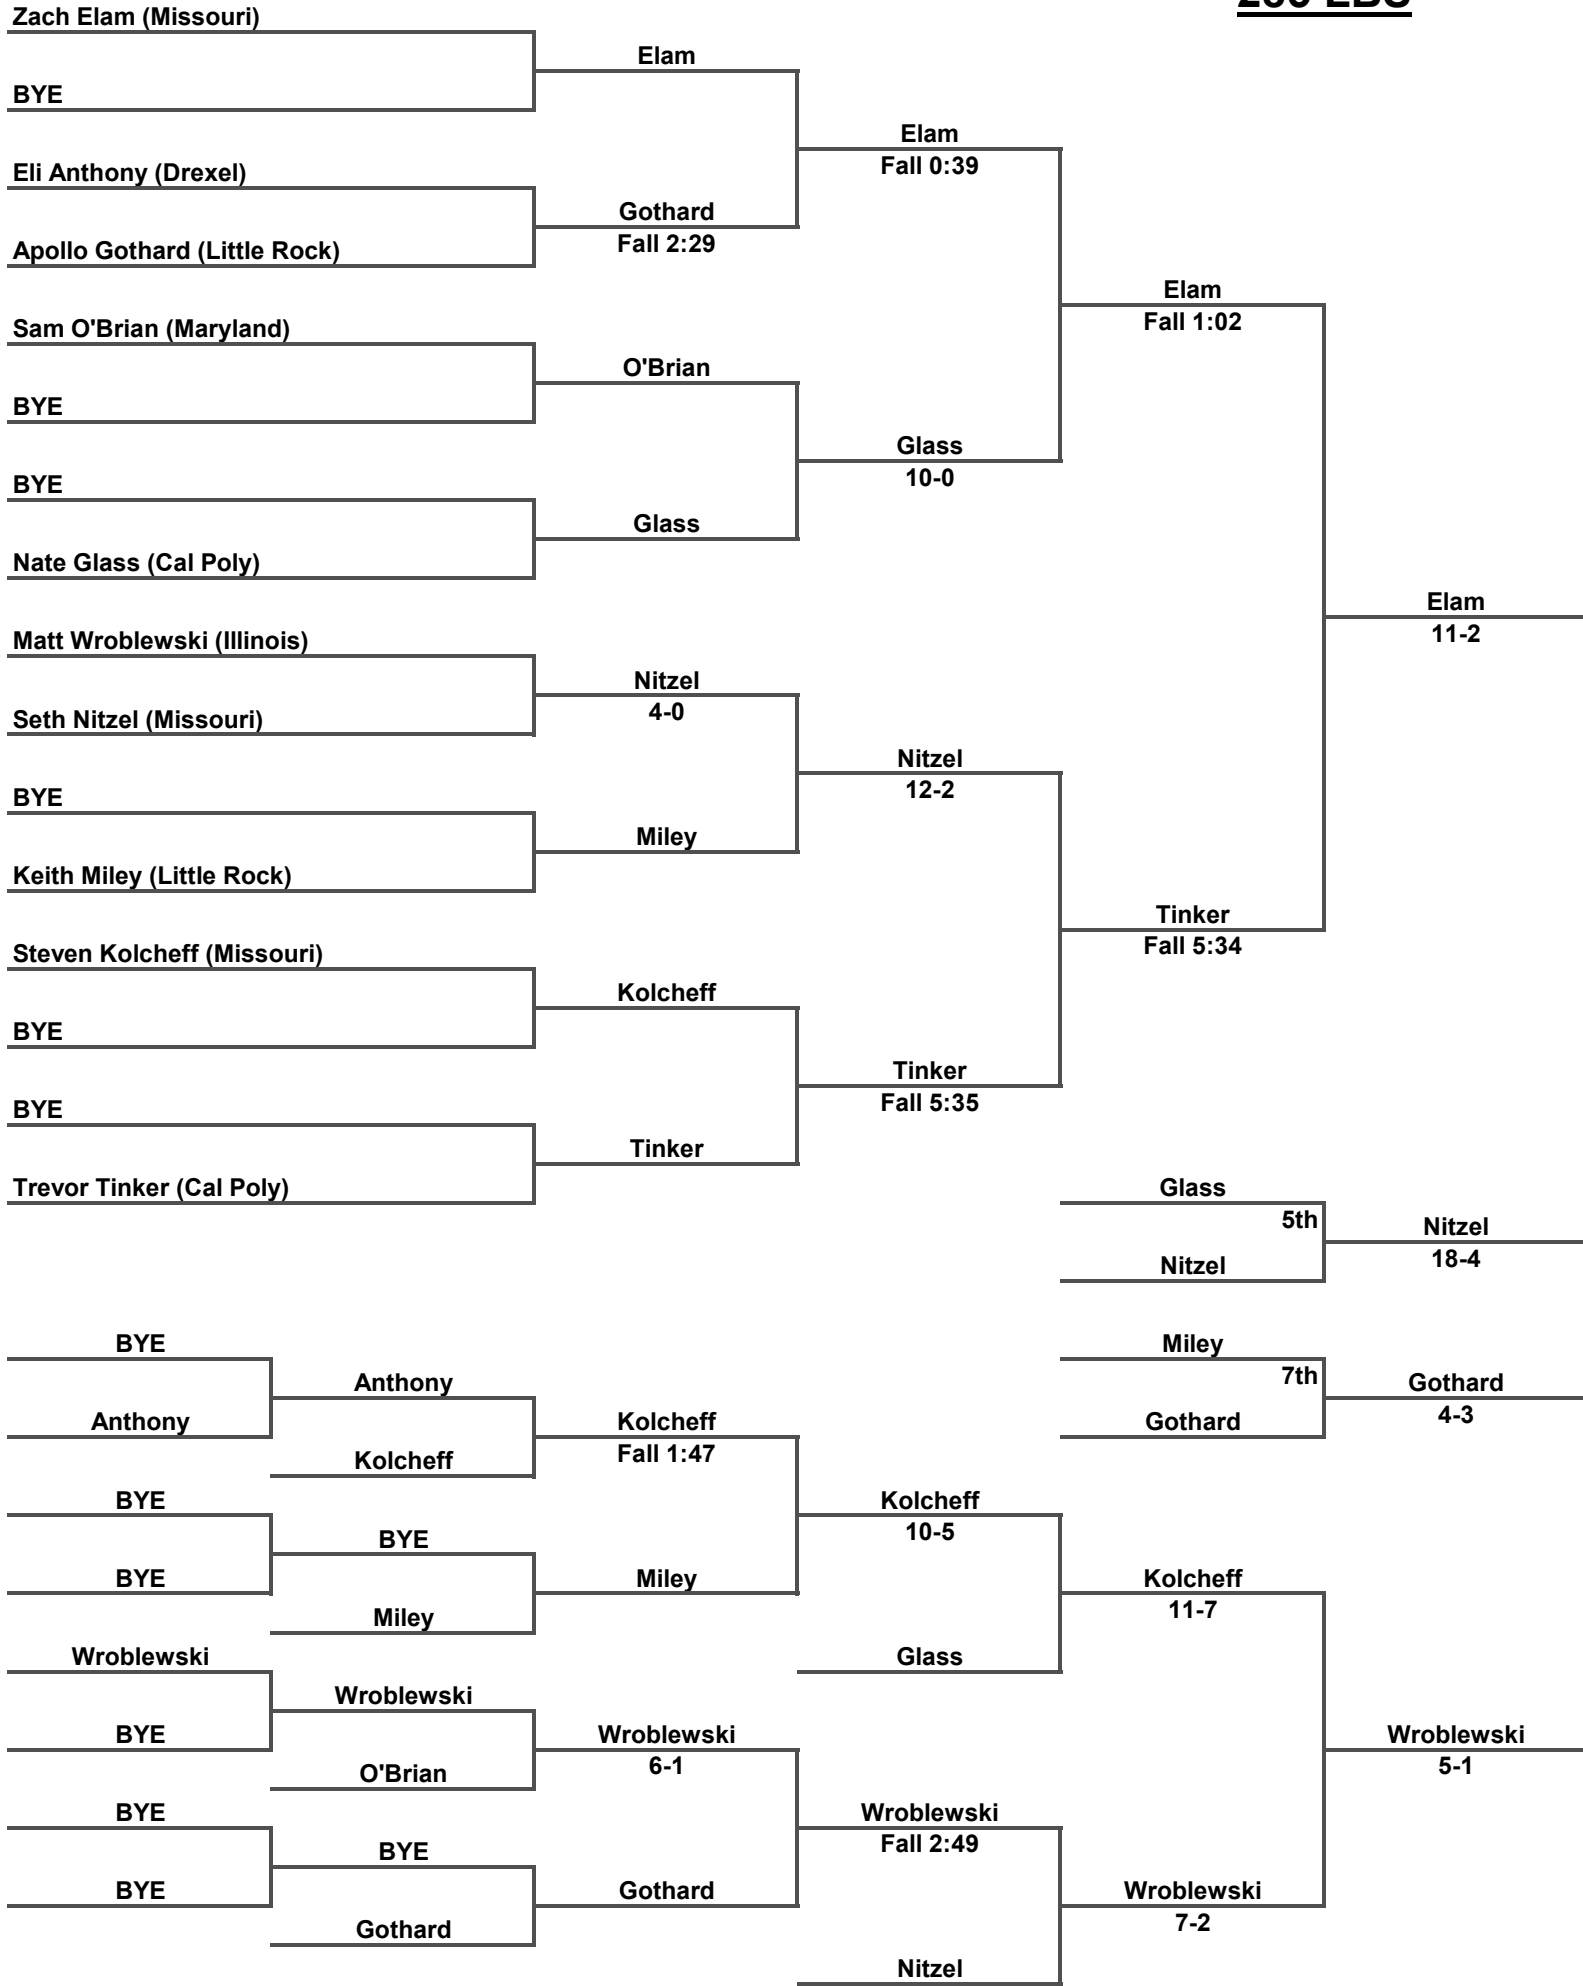 LBS
Zach Elam (Missouri)
Elam
BYE
Elam
Fall 0:39
Eli Anthony (Drexel)
Gothard
Fall 2:29
Apollo Gothard (Little Rock)
Elam
Fall 1:02
Sam O'Brian (Maryland)
O'Brian
BYE
Glass
10-0
BYE
Glass
Nate Glass (Cal Poly)
Elam
11-2
Matt Wroblewski (Illinois)
Nitzel
4-0
Seth Nitzel (Missouri)
Nitzel
12-2
BYE
Miley
Keith Miley (Little Rock)
Tinker
Fall 5:34
Steven Kolcheff (Missouri)
Kolcheff
BYE
Tinker
Fall 5:35
BYE
Tinker
Trevor Tinker (Cal Poly)
Glass
5th
Nitzel
18-4
Nitzel
BYE
Miley
7th
Anthony
Gothard
4-3
Anthony
Kolcheff
Fall 1:47
Gothard
Kolcheff
BYE
Kolcheff
10-5
BYE
BYE
Miley
Kolcheff
11-7
Miley
Wroblewski
Glass
Wroblewski
BYE
Wroblewski
6-1
Wroblewski
5-1
O'Brian
BYE
Wroblewski
Fall 2:49
BYE
BYE
Gothard
Wroblewski
7-2
Gothard
Nitzel